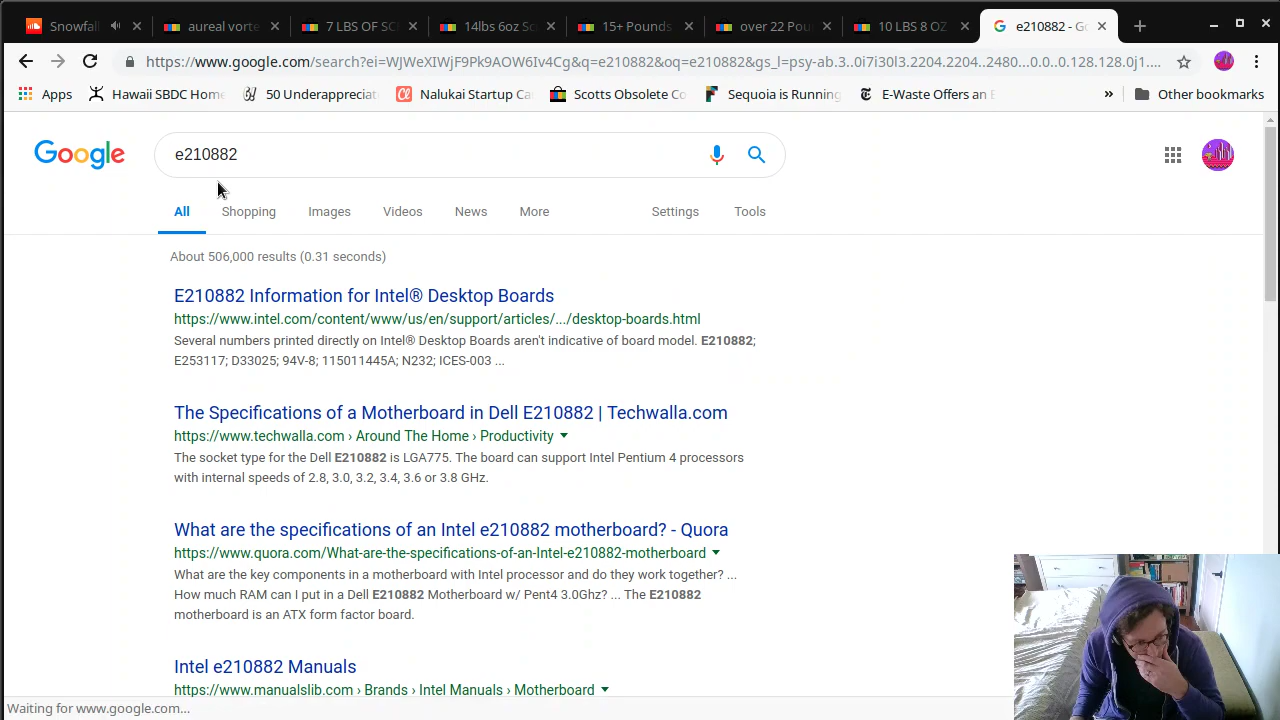 Snowfal
aureal vorte
7 LBS OF SC
14lbs 6oz Sc
15+ Pounds
over 22 Pou
10 LBS 8 OZ
e210882 - Go
https://www.google.com/search?ei=WJWeXIWjF9Pk9AOW6Iv4Cg&q=e210882&oq=e210882&gs_l=psy-ab.3..0i7i30l3.2204.2204..2480...0.0..0.128.128.0j1....
Apps
Hawaii SBDC Home
50 Underappreciat
Nalukai Startup Ca
Scotts Obsolete Co
Sequoia is Running
E-Waste Offers an E
»
Other bookmarks
Google
e210882
All
Shopping
Images
Videos
News
More
Settings
Tools
About 506,000 results (0.31 seconds)
E210882 Information for Intel® Desktop Boards
https://www.intel.com/content/www/us/en/support/articles/.../desktop-boards.html
Several numbers printed directly on Intel® Desktop Boards aren't indicative of board model. E210882;
E253117; D33025; 94V-8; 115011445A; N232; ICES-003 ...
The Specifications of a Motherboard in Dell E210882 | Techwalla.com
https://www.techwalla.com › Around The Home › Productivity
The socket type for the Dell E210882 is LGA775. The board can support Intel Pentium 4 processors
with internal speeds of 2.8, 3.0, 3.2, 3.4, 3.6 or 3.8 GHz.
What are the specifications of an Intel e210882 motherboard? - Quora
https://www.quora.com/What-are-the-specifications-of-an-Intel-e210882-motherboard
What are the key components in a motherboard with Intel processor and do they work together? ...
How much RAM can I put in a Dell E210882 Motherboard w/ Pent4 3.0Ghz? ... The E210882
motherboard is an ATX form factor board.
Intel e210882 Manuals
https://www.manualslib.com › Brands › Intel Manuals › Motherboard
Waiting for www.google.com...